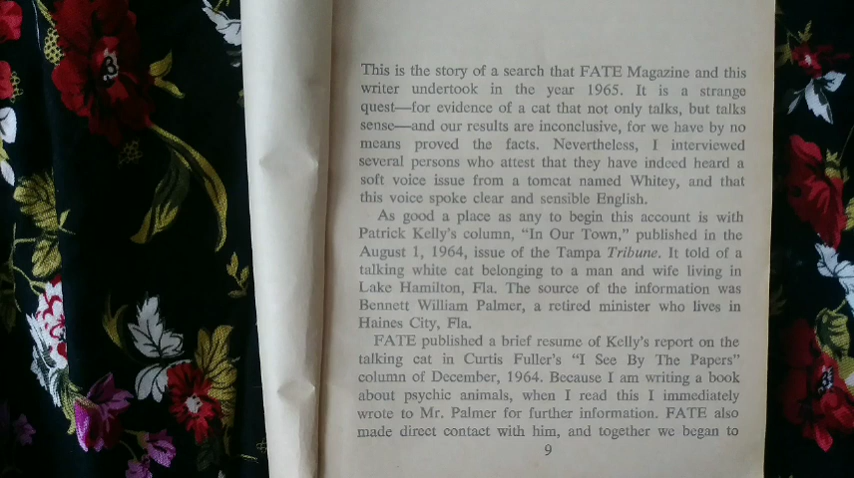 This is the story of a search that FATE Magazine and this
writer undertook in the year 1965. It is a strange
quest—for evidence of a cat that not only talks, but talks
sense—and our results are inconclusive, for we have by no
means proved the facts. Nevertheless, I interviewed
several persons who attest that they have indeed heard a
soft voice issue from a tomcat named Whitey, and that
this voice spoke clear and sensible English.
As good a place as any to begin this account is with
Patrick Kelly's column, "In Our Town," published in the
August 1, 1964, issue of the Tampa Tribune. It told of a
talking white cat belonging to a man and wife living in
Lake Hamilton, Fla. The source of the information was
Bennett William Palmer, a retired minister who lives in
Haines City, Fla.
FATE published a brief resume of Kelly's report on the
talking cat in Curtis Fuller's "I See By The Papers"
column of December, 1964. Because I am writing a book
about psychic animals, when I read this I immediately
wrote to Mr. Palmer for further information. FATE also
made direct contact with him, and together we began to
9